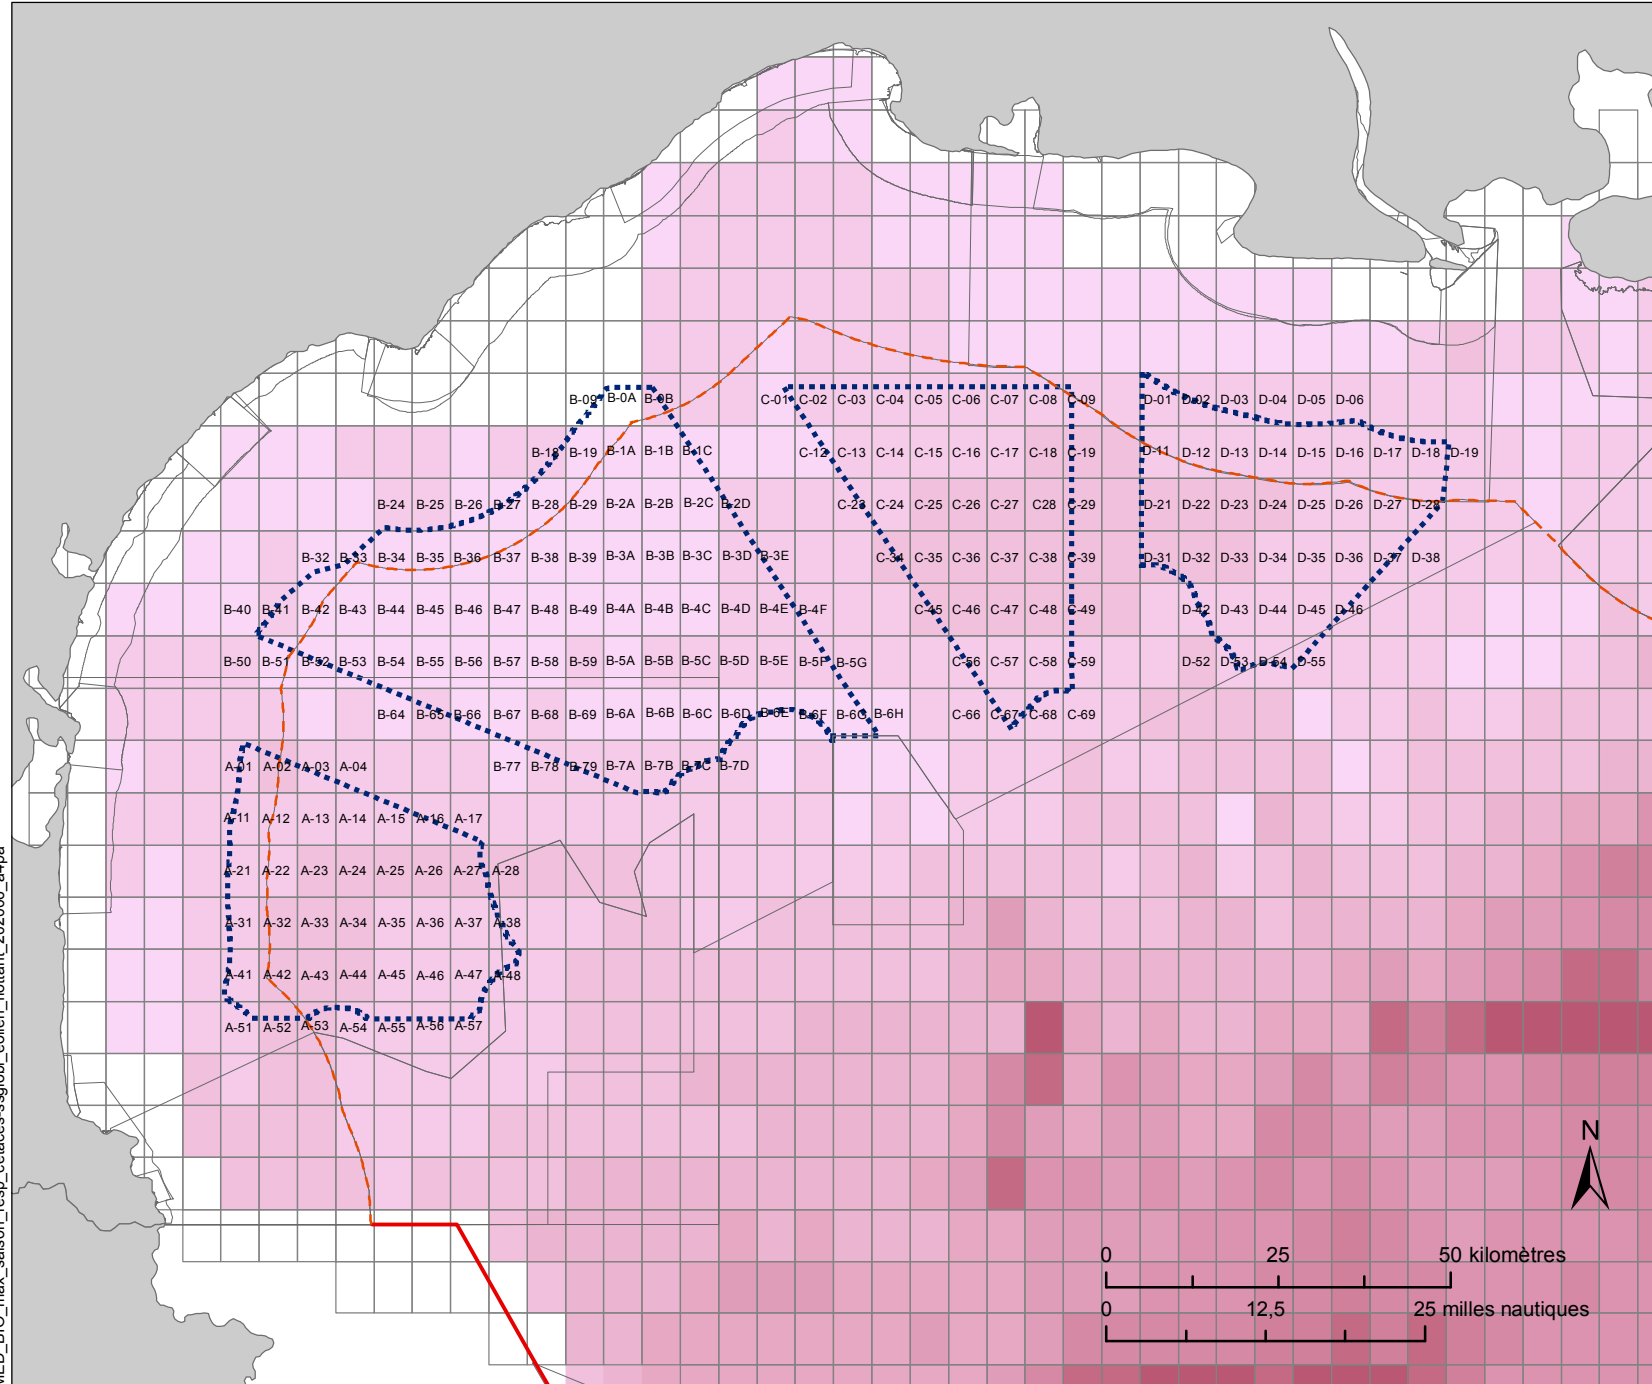 B-09 B-0A B-0B C-01 C-02 C-03 C-04 C-05 C-06 C-07 C-08 C-09 D-01 D-02 D-03 D-04 D-05 D-06
B-18 B-19 B-1A B-1B B-1C C-12 C-13 C-14 C-15 C-16 C-17 C-18 C-19 D-11 D-12 D-13 D-14 D-15 D-16 D-17 D-18 D-19
B-24 B-25 B-26 B-27 B-28 B-29 B-2A B-2B B-2C B-2D C-23 C-24 C-25 C-26 C-27 C28 C-29 D-21 D-22 D-23 D-24 D-25 D-26 D-27 D-28
B-32 B-33 B-34 B-35 B-36 B-37 B-38 B-39 B-3A B-3B B-3C B-3D B-3E C-34 C-35 C-36 C-37 C-38 C-39 D-31 D-32 D-33 D-34 D-35 D-36 D-37 D-38
B-40 B-41 B-42 B-43 B-44 B-45 B-46 B-47 B-48 B-49 B-4A B-4B B-4C B-4D B-4E B-4F C-45 C-46 C-47 C-48 C-49 D-42 D-43 D-44 D-45 D-46
B-50 B-51 B-52 B-53 B-54 B-55 B-56 B-57 B-58 B-59 B-5A B-5B B-5C B-5D B-5E B-5F B-5G C-56 C-57 C-58 C-59 D-52 D-53 D-54 D-55
B-64 B-65 B-66 B-67 B-68 B-69 B-6A B-6B B-6C B-6D B-6E B-6F B-6G B-6H C-66 C-67 C-68 C-69
A-01 A-02 A-03 A-04 B-77 B-78 B-79 B-7A B-7B B-7C B-7D
A-11 A-12 A-13 A-14 A-15 A-16 A-17
A-21 A-22 A-23 A-24 A-25 A-26 A-27 A-28
A-31 A-32 A-33 A-34 A-35 A-36 A-37 A-38
A-41 A-42 A-43 A-44 A-45 A-46 A-47 A-48
A-51 A-52 A-53 A-54 A-55 A-56 A-57
N
0 25 50 kilomètres
0 12,5 25 milles nautiques